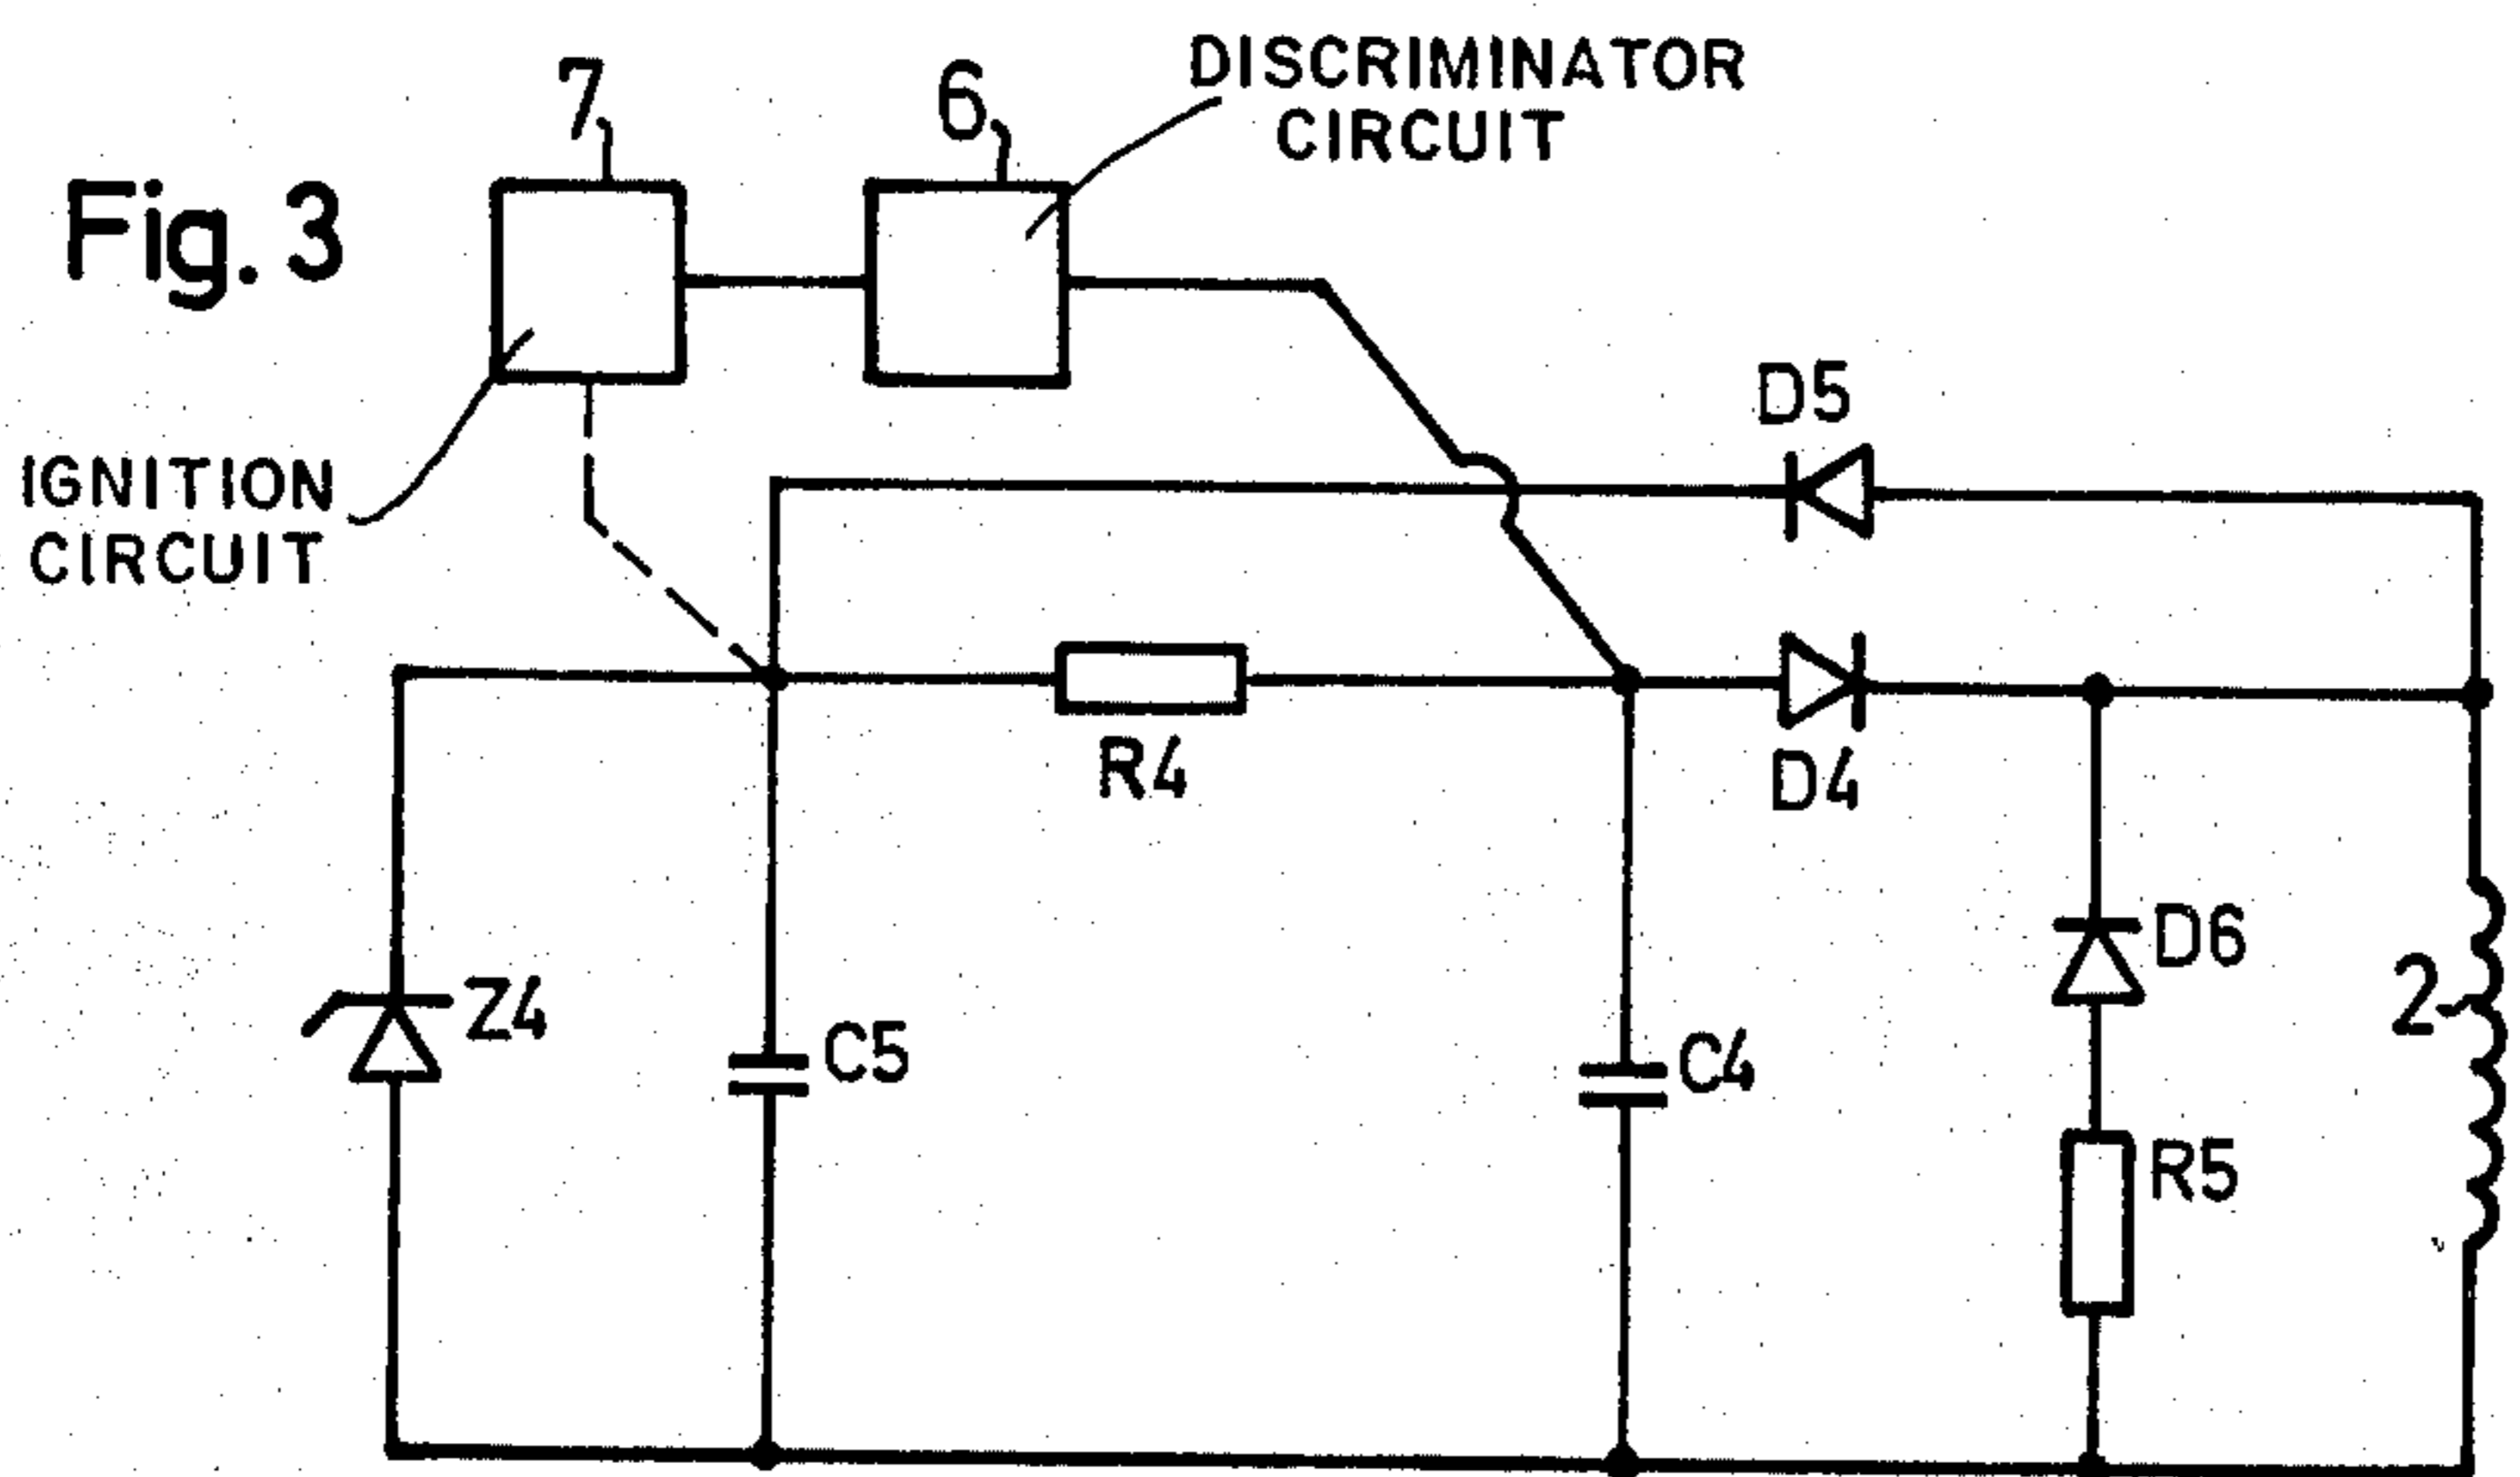 Fig. 3
7
6
DISCRIMINATOR
CIRCUIT
IGNITION
CIRCUIT
D5
R4
D4
Z4
C5
C4
D6
2
R5